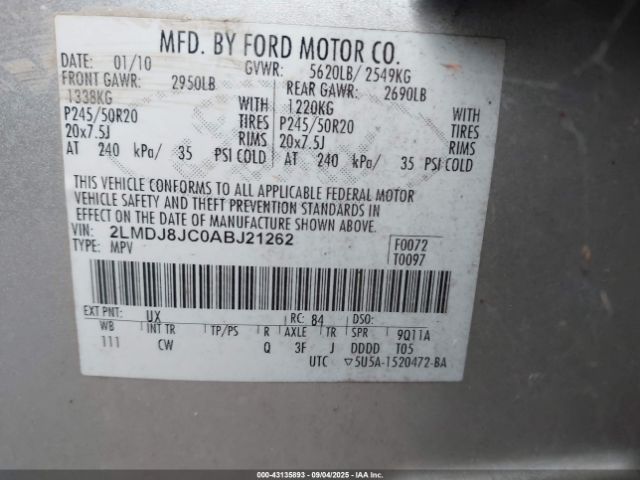 MFD. BY FORD MOTOR CO.
DATE: 01/10 GVWR: 5620LB/ 2549KG
FRONT GAWR: 2950LB REAR GAWR: 2690LB
1338KG WITH 1220KG WITH
P245/50R20 TIRES P245/50R20 TIRES
20x7.5J RIMS 20x7.5J RIMS
AT 240 kPa/ 35 PSI COLD AT 240 kPa/ 35 PSI COLD
THIS VEHICLE CONFORMS TO ALL APPLICABLE FEDERAL MOTOR
VEHICLE SAFETY AND THEFT PREVENTION STANDARDS IN
EFFECT ON THE DATE OF MANUFACTURE SHOWN ABOVE.
VIN: 2LMDJ8JC0ABJ21262 F0072
TYPE: MPV T0097
EXT PNT: UX RC: 84 DSO:
WB INT TR TP/PS R AXLE TR SPR 9Q11A
111 CW Q 3F J DDDD T05
UTC ▽5U5A-1520472-BA
000-43135893 - 09/04/2025 - IAA Inc.